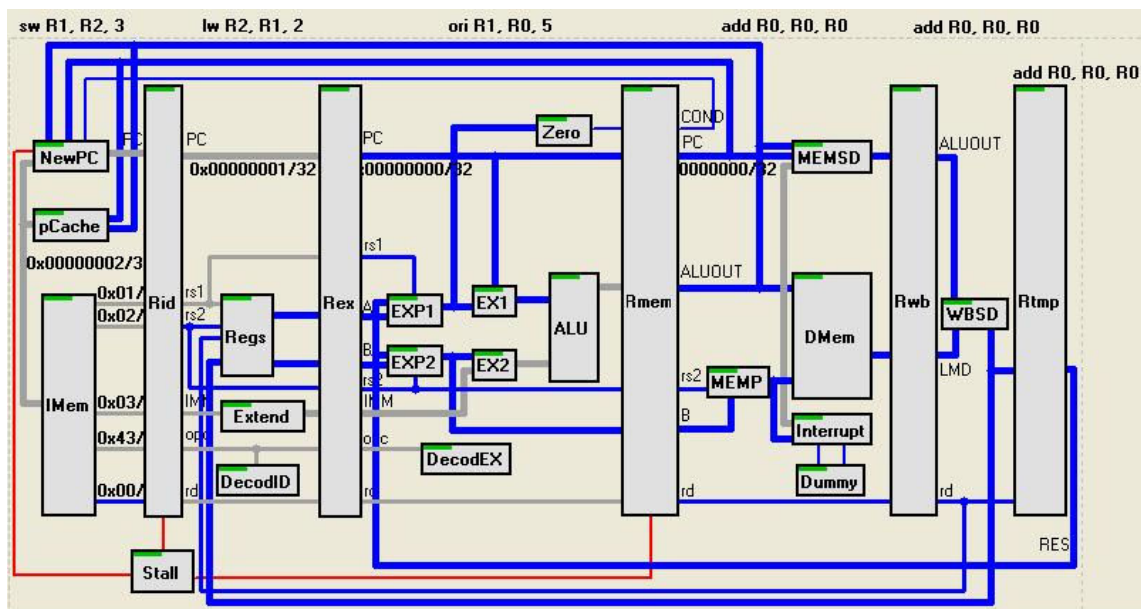 sw R1, R2, 3 lw R2, R1, 2 ori R1, R0, 5 add R0, R0, R0 add R0, R0, R0
add R0, R0, R0
COND
Zero
NewPC PC PC PC PC MEMSD ALUOUT
0x00000001/32 :00000000/32 0000000/32
pCache
rs1
0x00000002/3
ALUOUT
0x01/ Rid rs1 Rex Rmem Rwb Rtmp
0x02/ rs2 Regs A EXP1 EX1 ALU DMem WBSD
B EXP2 EX2
rs2 rs2 MEMP LMD
IMem 0x03/ IMM Extend IMM
B
0x43/ opc opc Interrupt
DecodEX
DecodID Dummy
0x00/ rd rd rd rd
RES
Stall